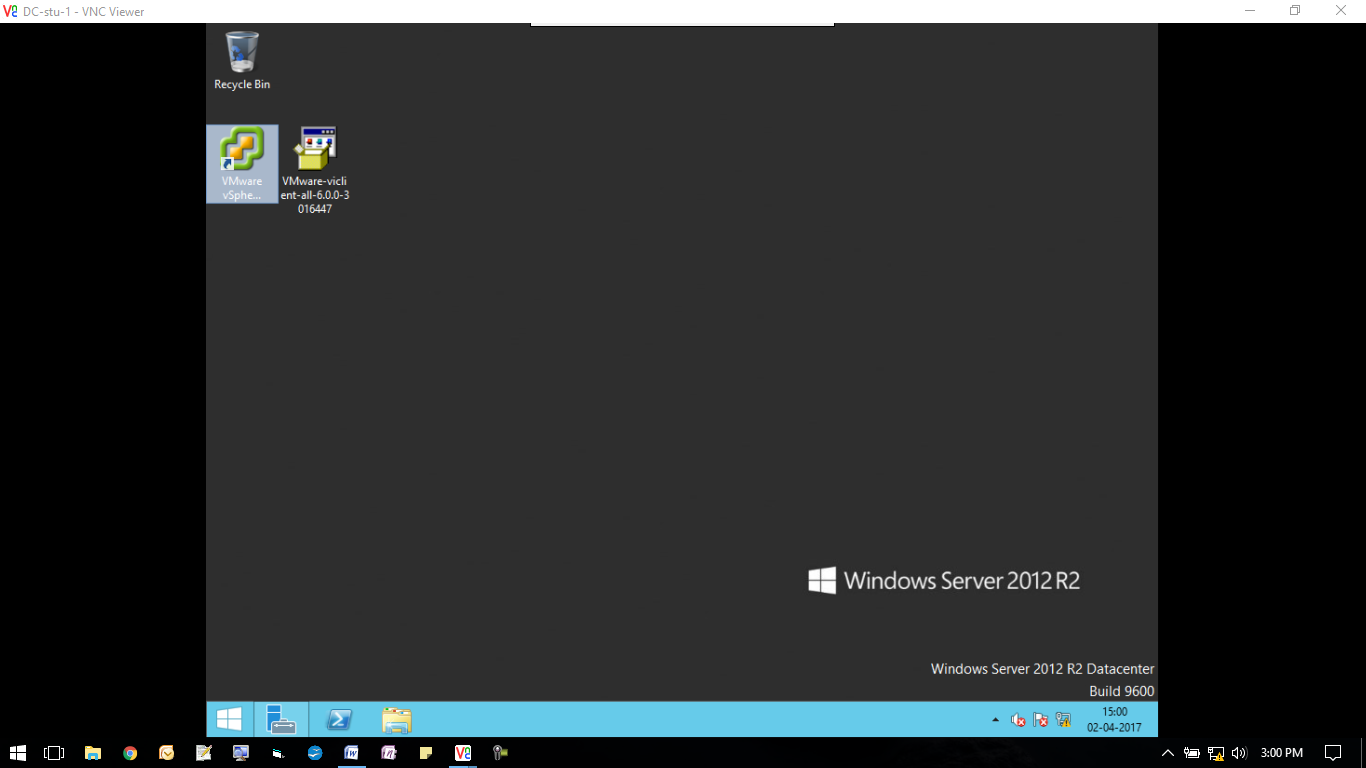 DC-stu-1 - VNC Viewer
Recycle Bin
VMware
vSphe...
VMware-vicli
ent-all-6.0.0-3
016447
Windows Server 2012 R2
Windows Server 2012 R2 Datacenter
Build 9600
15:00
02-04-2017
3:00 PM